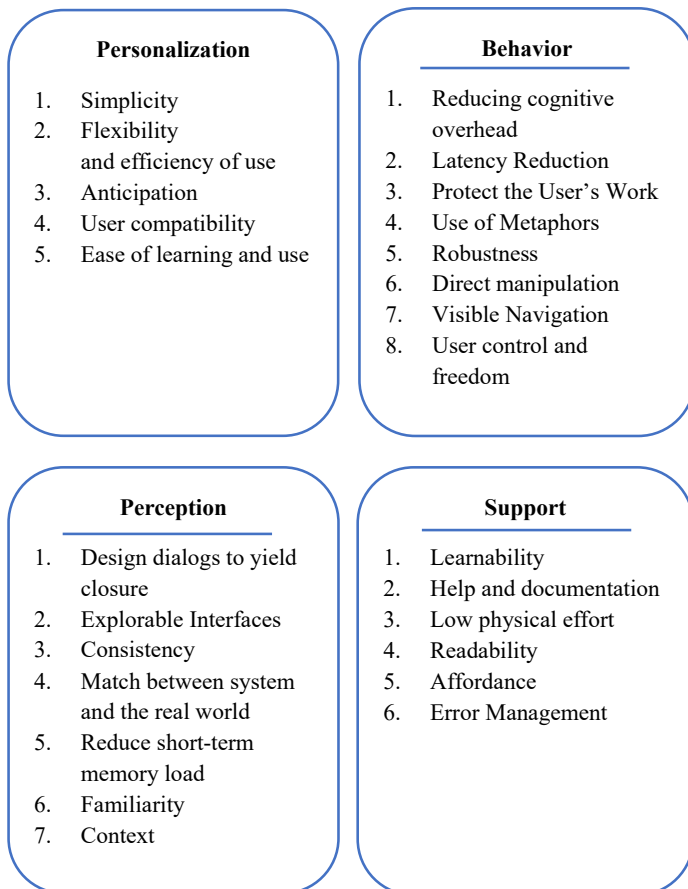 Personalization
1. Simplicity
2. Flexibility
and efficiency of use
3. Anticipation
4. User compatibility
5. Ease of learning and use
Behavior
1. Reducing cognitive
overhead
2. Latency Reduction
3. Protect the User’s Work
4. Use of Metaphors
5. Robustness
6. Direct manipulation
7. Visible Navigation
8. User control and
freedom
Perception
1. Design dialogs to yield
closure
2. Explorable Interfaces
3. Consistency
4. Match between system
and the real world
5. Reduce short-term
memory load
6. Familiarity
7. Context
Support
1. Learnability
2. Help and documentation
3. Low physical effort
4. Readability
5. Affordance
6. Error Management